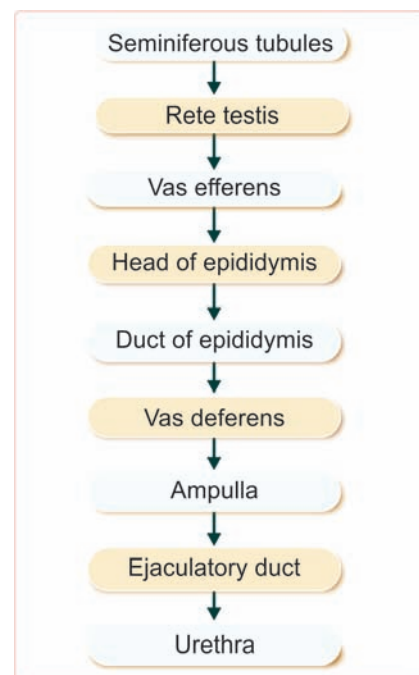 Seminiferous tubules
Rete testis
Vas efferens
Head of epididymis
Duct of epididymis
Vas deferens
Ampulla
Ejaculatory duct
Urethra